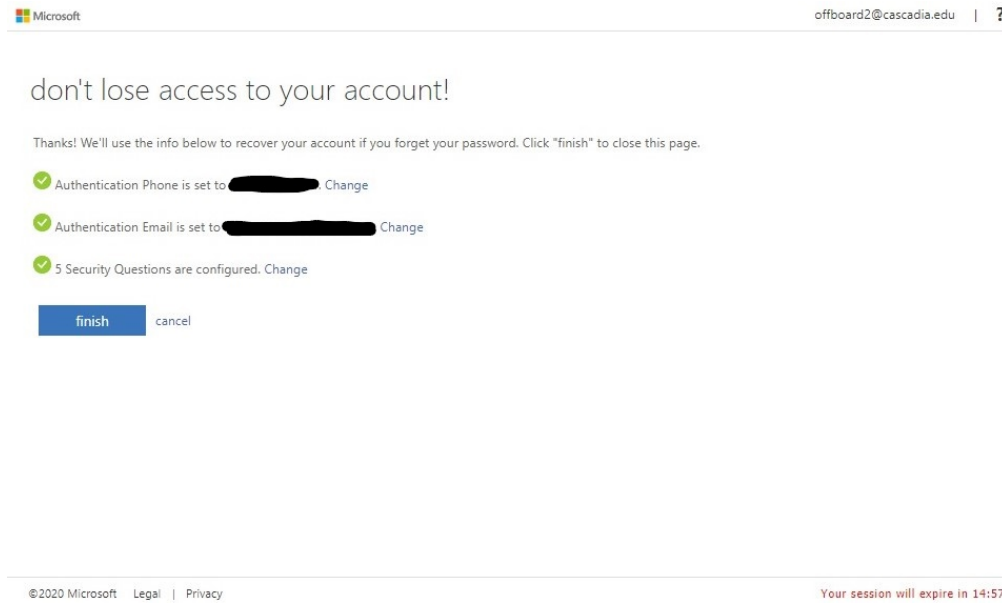 Microsoft
offboard2@cascadia.edu | ?
don't lose access to your account!
Thanks! We'll use the info below to recover your account if you forget your password. Click "finish" to close this page.
Authentication Phone is set to . Change
Authentication Email is set to Change
5 Security Questions are configured. Change
finish cancel
©2020 Microsoft Legal | Privacy
Your session will expire in 14:57